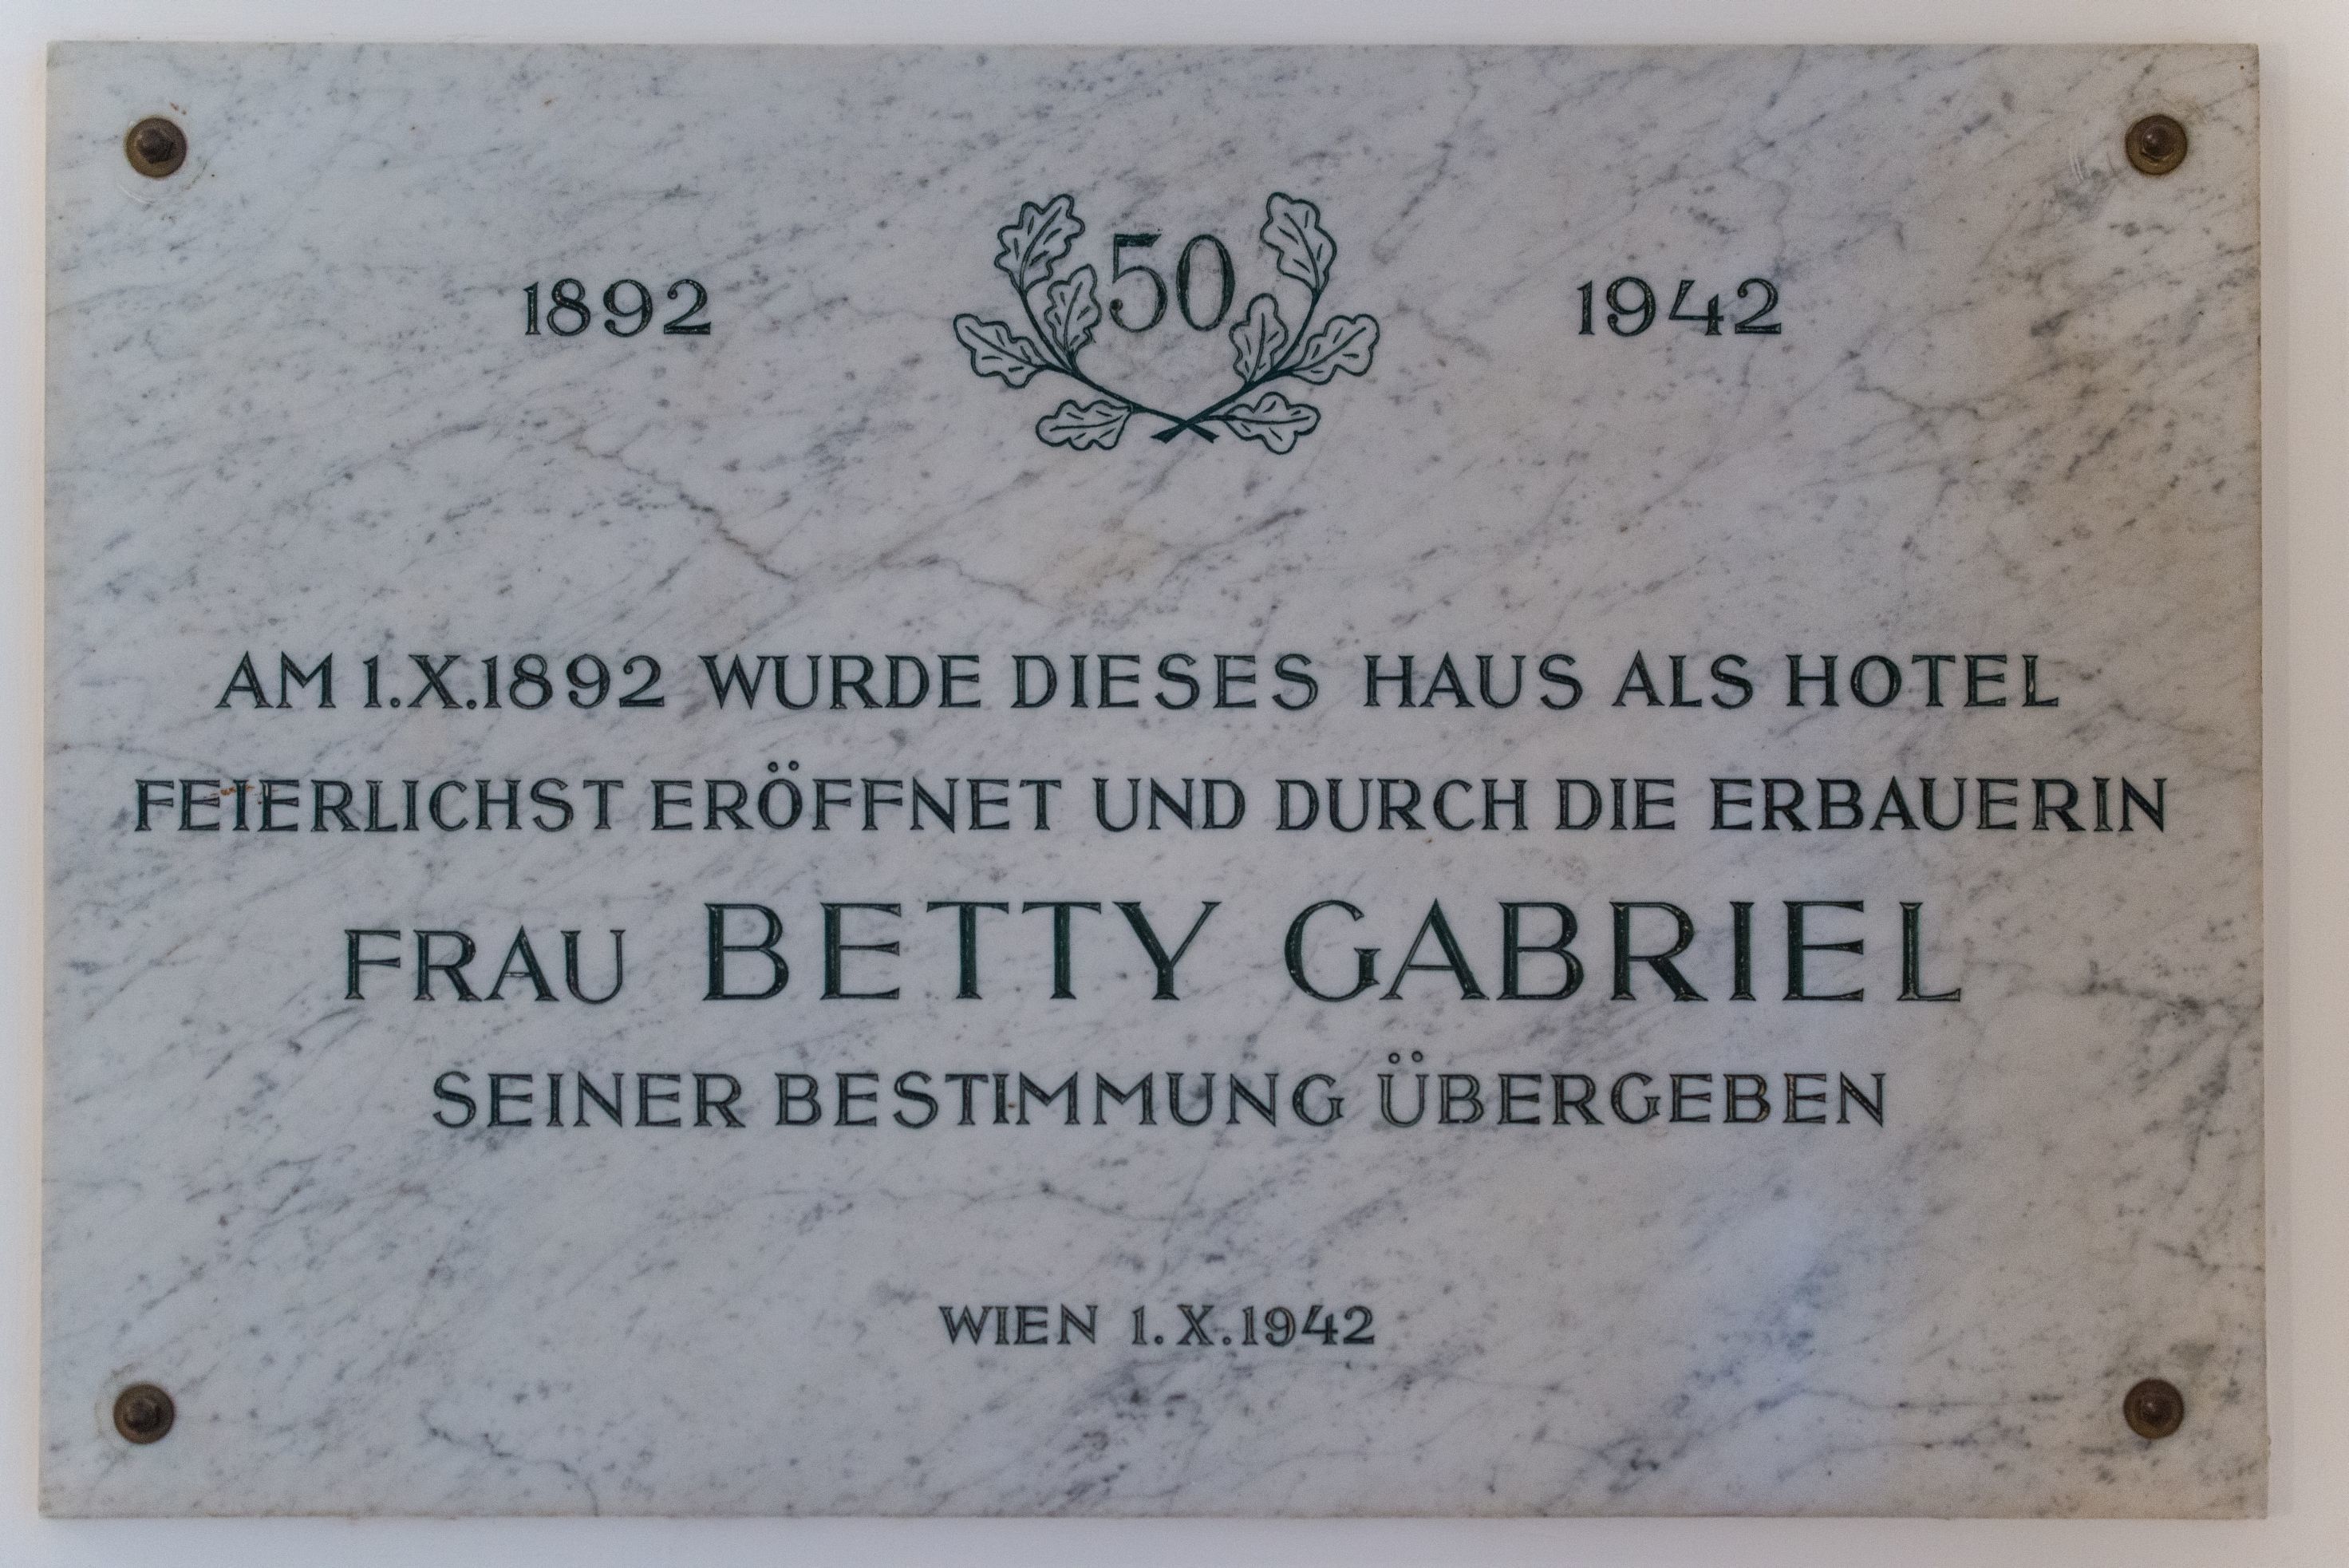 1892 50 1942
AM 1.X.1892 WURDE DIESES HAUS ALS HOTEL
FEIERLICHST ERÖFFNET UND DURCH DIE ERBAUERIN
FRAU BETTY GABRIEL
SEINER BESTIMMUNG ÜBERGEBEN
WIEN 1.X.1942